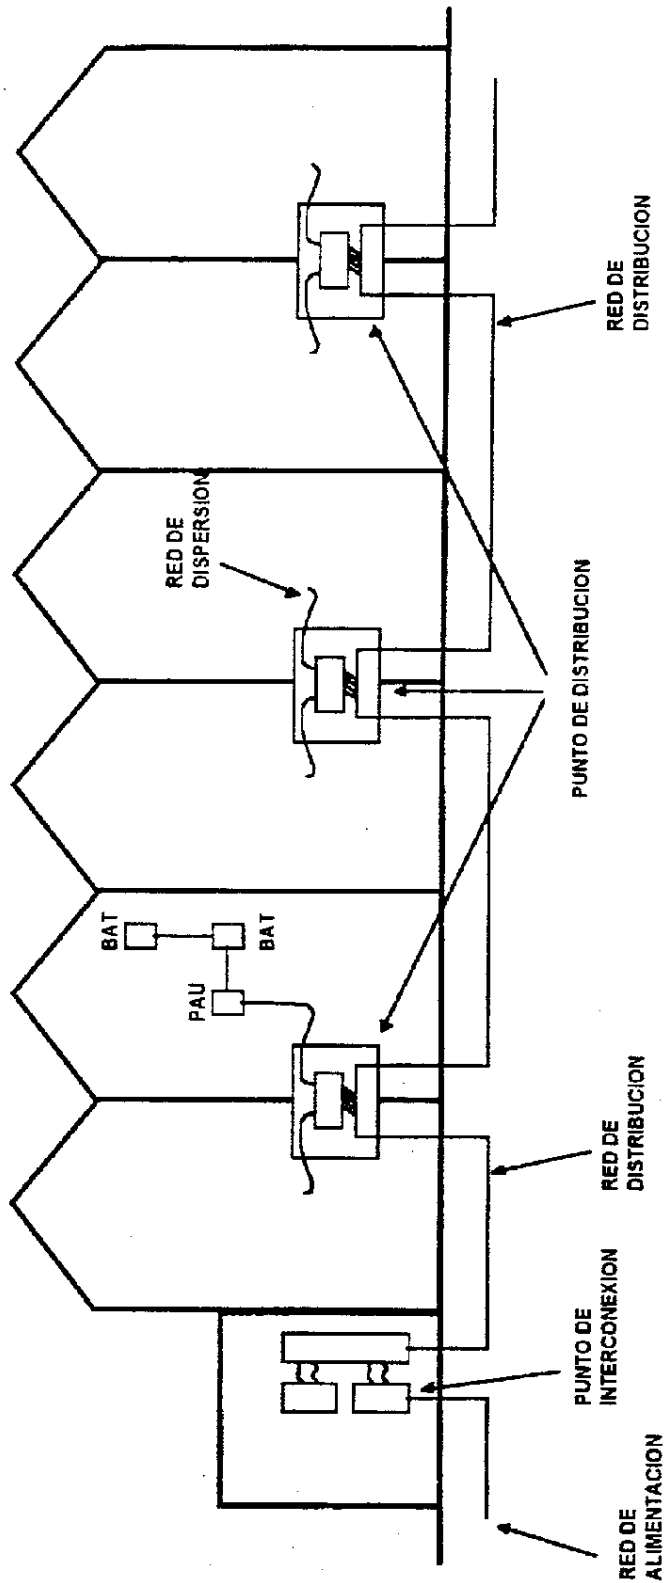 BAT
PAU
BAT
RED DE
DISPERSION
RED DE
ALIMENTACION
PUNTO DE
INTERCONEXION
RED DE
DISTRIBUCION
PUNTO DE DISTRIBUCION
RED DE
DISTRIBUCION